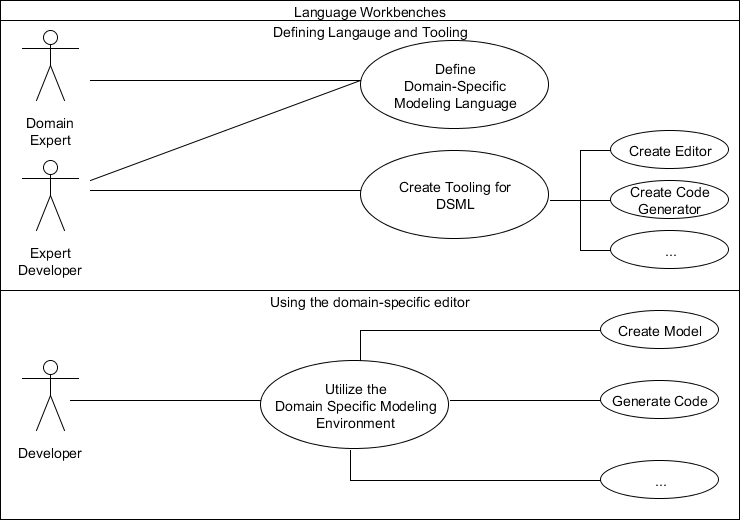 Language Workbenches
Defining Langauge and Tooling
Define
Domain-Specific
Modeling Language
Domain
Expert
Create Editor
Create Tooling for
DSML
Create Code
Generator
...
Expert
Developer
Using the domain-specific editor
Create Model
Utilize the
Domain Specific Modeling
Environment
Generate Code
Developer
...